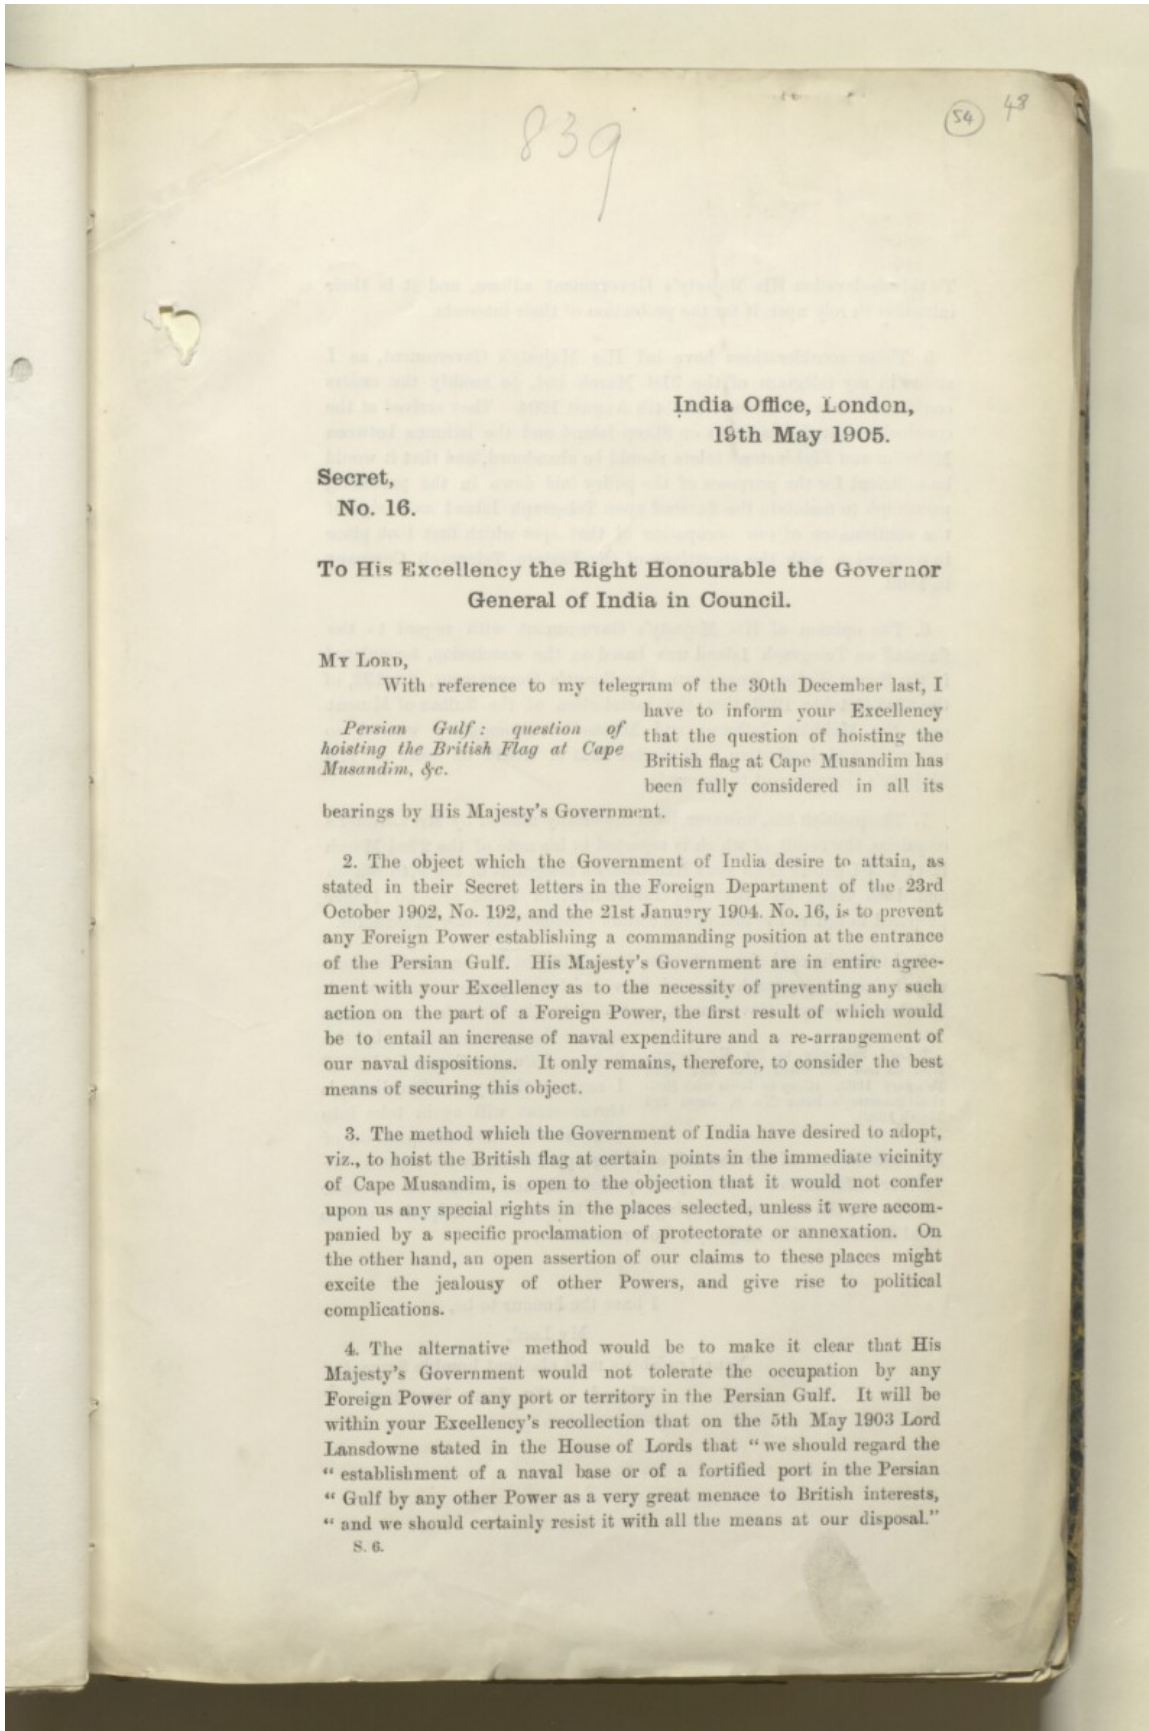 839
54
48
India Office, London,
19th May 1905.
Secret,
No. 16.
To His Excellency the Right Honourable the Governor
General of India in Council.
My Lord,
With reference to my telegram of the 30th December last, I
have to inform your Excellency
that the question of hoisting the
British flag at Cape Musandim has
been fully considered in all its
Persian Gulf: question of
hoisting the British Flag at Cape
Musandim, &c.
bearings by His Majesty's Government.
2. The object which the Government of India desire to attain, as
stated in their Secret letters in the Foreign Department of the 23rd
October 1902, No. 192, and the 21st January 1904. No. 16, is to prevent
any Foreign Power establishing a commanding position at the entrance
of the Persian Gulf. His Majesty's Government are in entire agree-
ment with your Excellency as to the necessity of preventing any such
action on the part of a Foreign Power, the first result of which would
be to entail an increase of naval expenditure and a re-arrangement of
our naval dispositions. It only remains, therefore, to consider the best
means of securing this object.
3. The method which the Government of India have desired to adopt,
viz., to hoist the British flag at certain points in the immediate vicinity
of Cape Musandim, is open to the objection that it would not confer
upon us any special rights in the places selected, unless it were accom-
panied by a specific proclamation of protectorate or annexation. On
the other hand, an open assertion of our claims to these places might
excite the jealousy of other Powers, and give rise to political
complications.
4. The alternative method would be to make it clear that His
Majesty's Government would not tolerate the occupation by any
Foreign Power of any port or territory in the Persian Gulf. It will be
within your Excellency's recollection that on the 5th May 1903 Lord
Lansdowne stated in the House of Lords that "we should regard the
" establishment of a naval base or of a fortified port in the Persian
" Gulf by any other Power as a very great menace to British interests,
" and we should certainly resist it with all the means at our disposal."
S. 6.